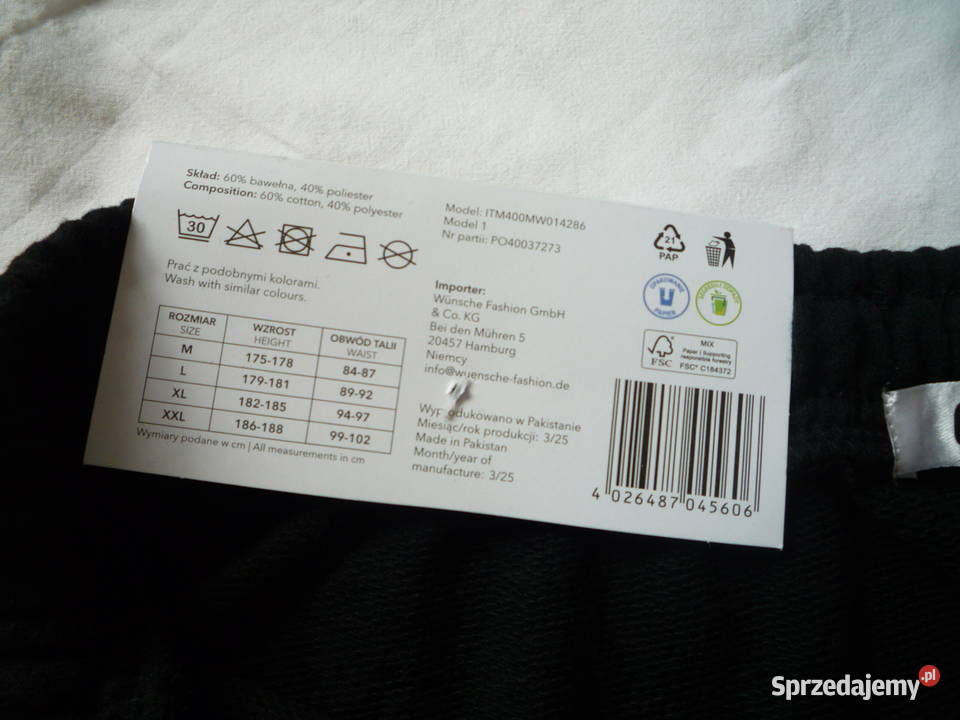 Skład: 60% bawełna, 40% poliester
Composition: 60% cotton, 40% polyester
30
Prać z podobnymi kolorami.
Wash with similar colours.
ROZMIAR WZROST OBWÓD TALII
SIZE HEIGHT WAIST
M 175-178 84-87
L 179-181 89-92
XL 182-185 94-97
XXL 186-188 99-102
Wymiary podane w cm | All measurements in cm
Model: ITM400MW014286
Model 1
Nr partii: PO40037273
Importer:
Wünsche Fashion GmbH
& Co. KG
Bei den Mühren 5
20457 Hamburg
Niemcy
info@wuensche-fashion.de
Wyprodukowano w Pakistanie
Miesiąc/rok produkcji: 3/25
Made in Pakistan
Month/year of
manufacture: 3/25
21
PAP
OPAKOWANIE
PAPIER
FSC
MIX
Paper | Supporting
responsible forestry
FSC® C184372
4 026487 045606
Sprzedajemy.pl